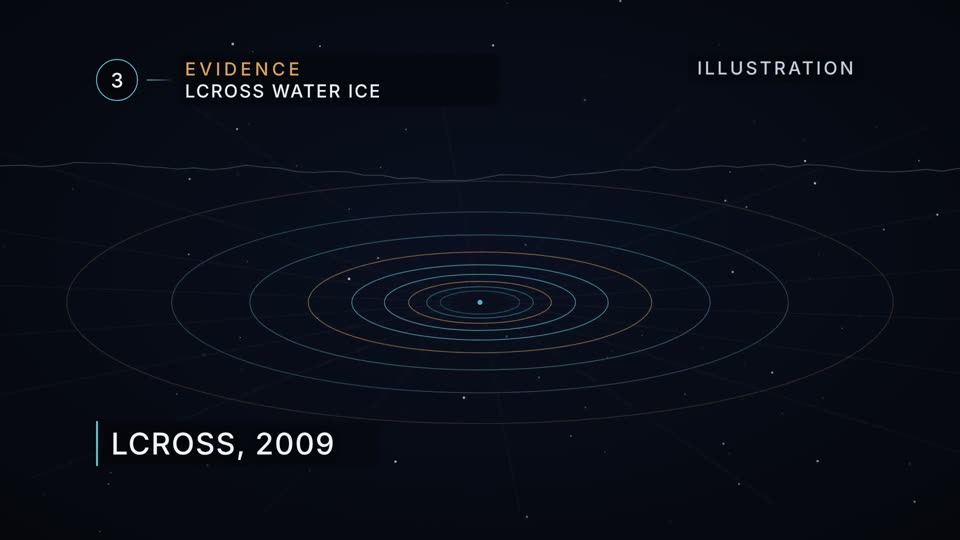 3
EVIDENCE
LCROSS WATER ICE
ILLUSTRATION
LCROSS, 2009